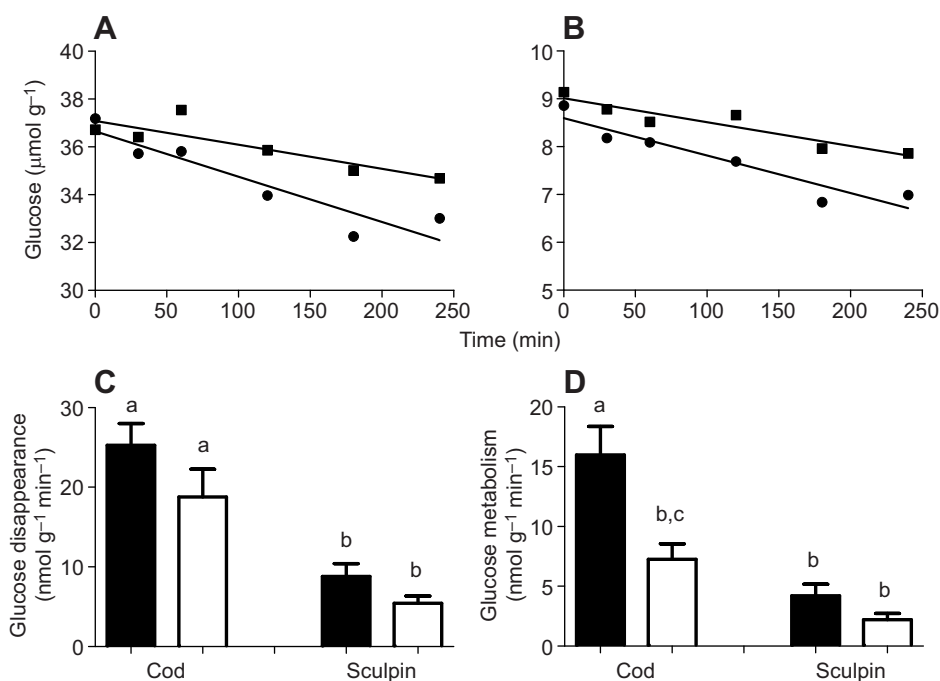 A
B
Glucose (μmol g⁻¹)
40
38
36
34
32
30
0
50
100
150
200
250
10
9
8
7
6
5
0
50
100
150
200
250
Time (min)
C
D
Glucose disappearance
(nmol g⁻¹ min⁻¹)
30
20
10
0
a
a
b
b
Cod
Sculpin
Glucose metabolism
(nmol g⁻¹ min⁻¹)
20
15
10
5
0
a
b,c
b
b
Cod
Sculpin